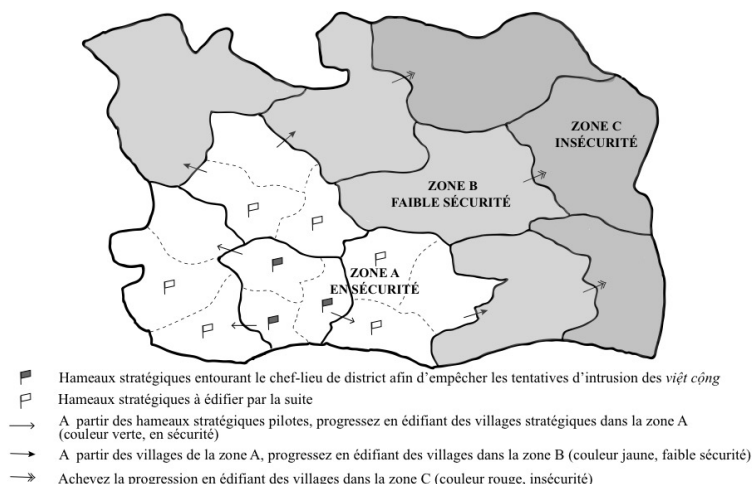 ZONE C
INSÉCURITÉ
ZONE B
FAIBLE SÉCURITÉ
ZONE A
EN SÉCURITÉ
Hameaux stratégiques entourant le chef-lieu de district afin d’empêcher les tentatives d’intrusion des việt cộng
Hameaux stratégiques à édifier par la suite
A partir des hameaux stratégiques pilotes, progressez en édifiant des villages stratégiques dans la zone A
(couleur verte, en sécurité)
A partir des villages de la zone A, progressez en édifiant des villages dans la zone B (couleur jaune, faible sécurité)
Achevez la progression en édifiant des villages dans la zone C (couleur rouge, insécurité)